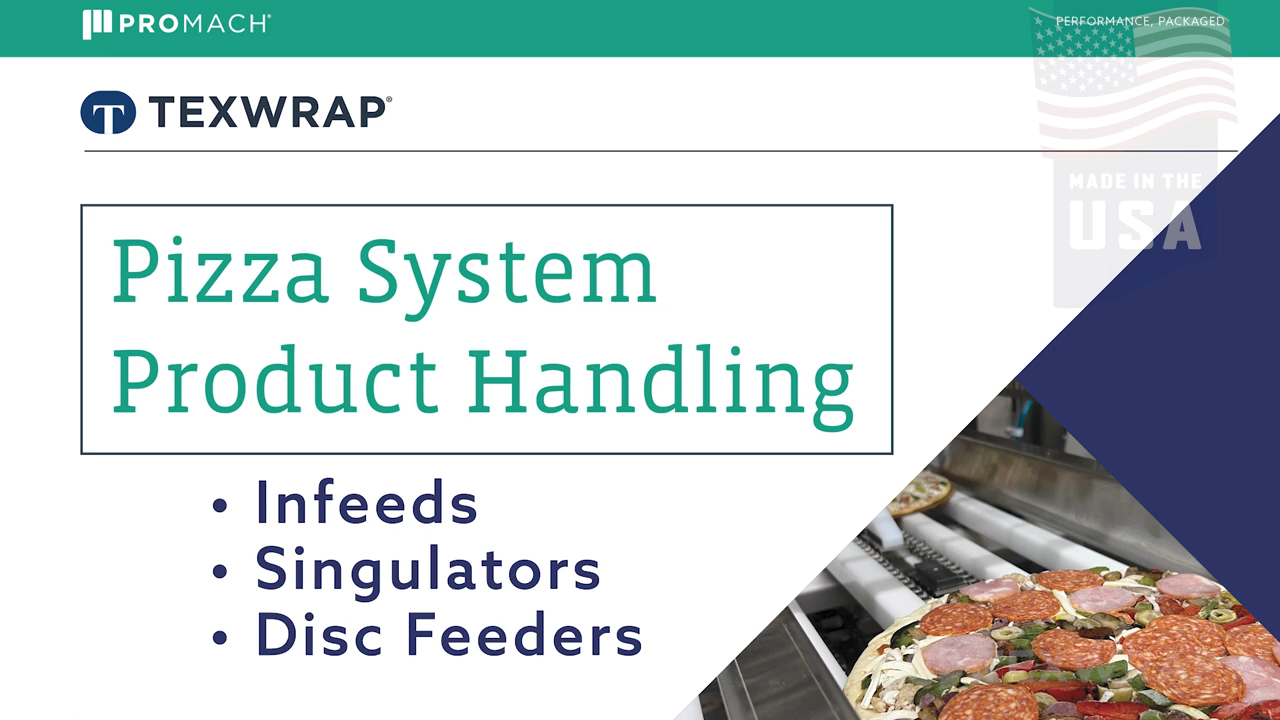 PROMACH®
PERFORMANCE, PACKAGED
TEXWRAP®
MADE IN THE
USA
Pizza System
Product Handling
• Infeeds
• Singulators
• Disc Feeders